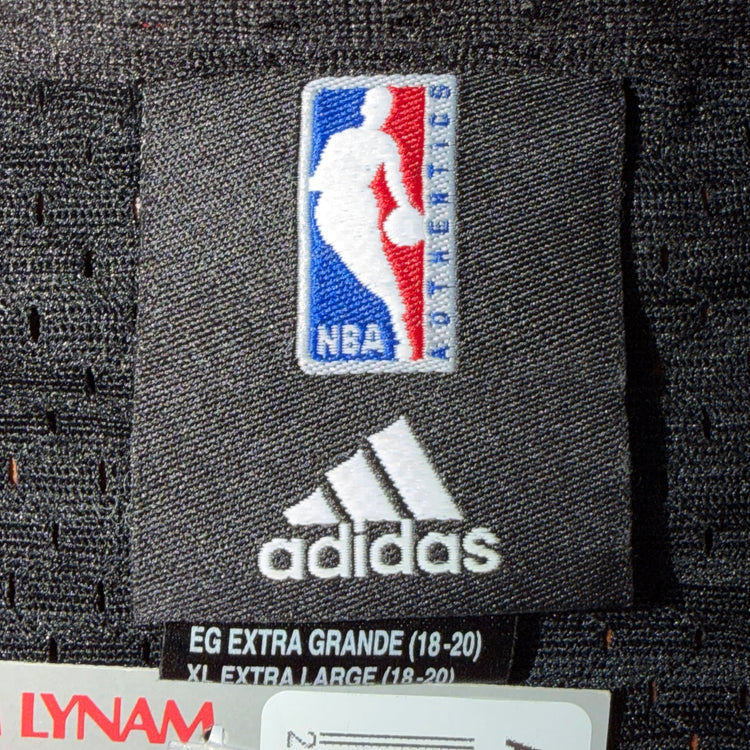 NBA
AUTHENTICS
adidas
EG EXTRA GRANDE (18-20)
XL EXTRA LARGE (18-20)
LYNAM